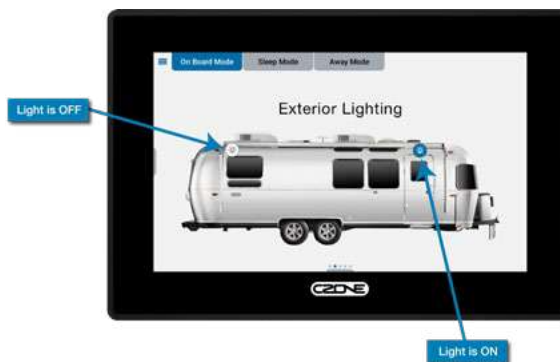 On Board Mode Sleep Mode Away Mode
Light is OFF
Exterior Lighting
CZONE
Light is ON